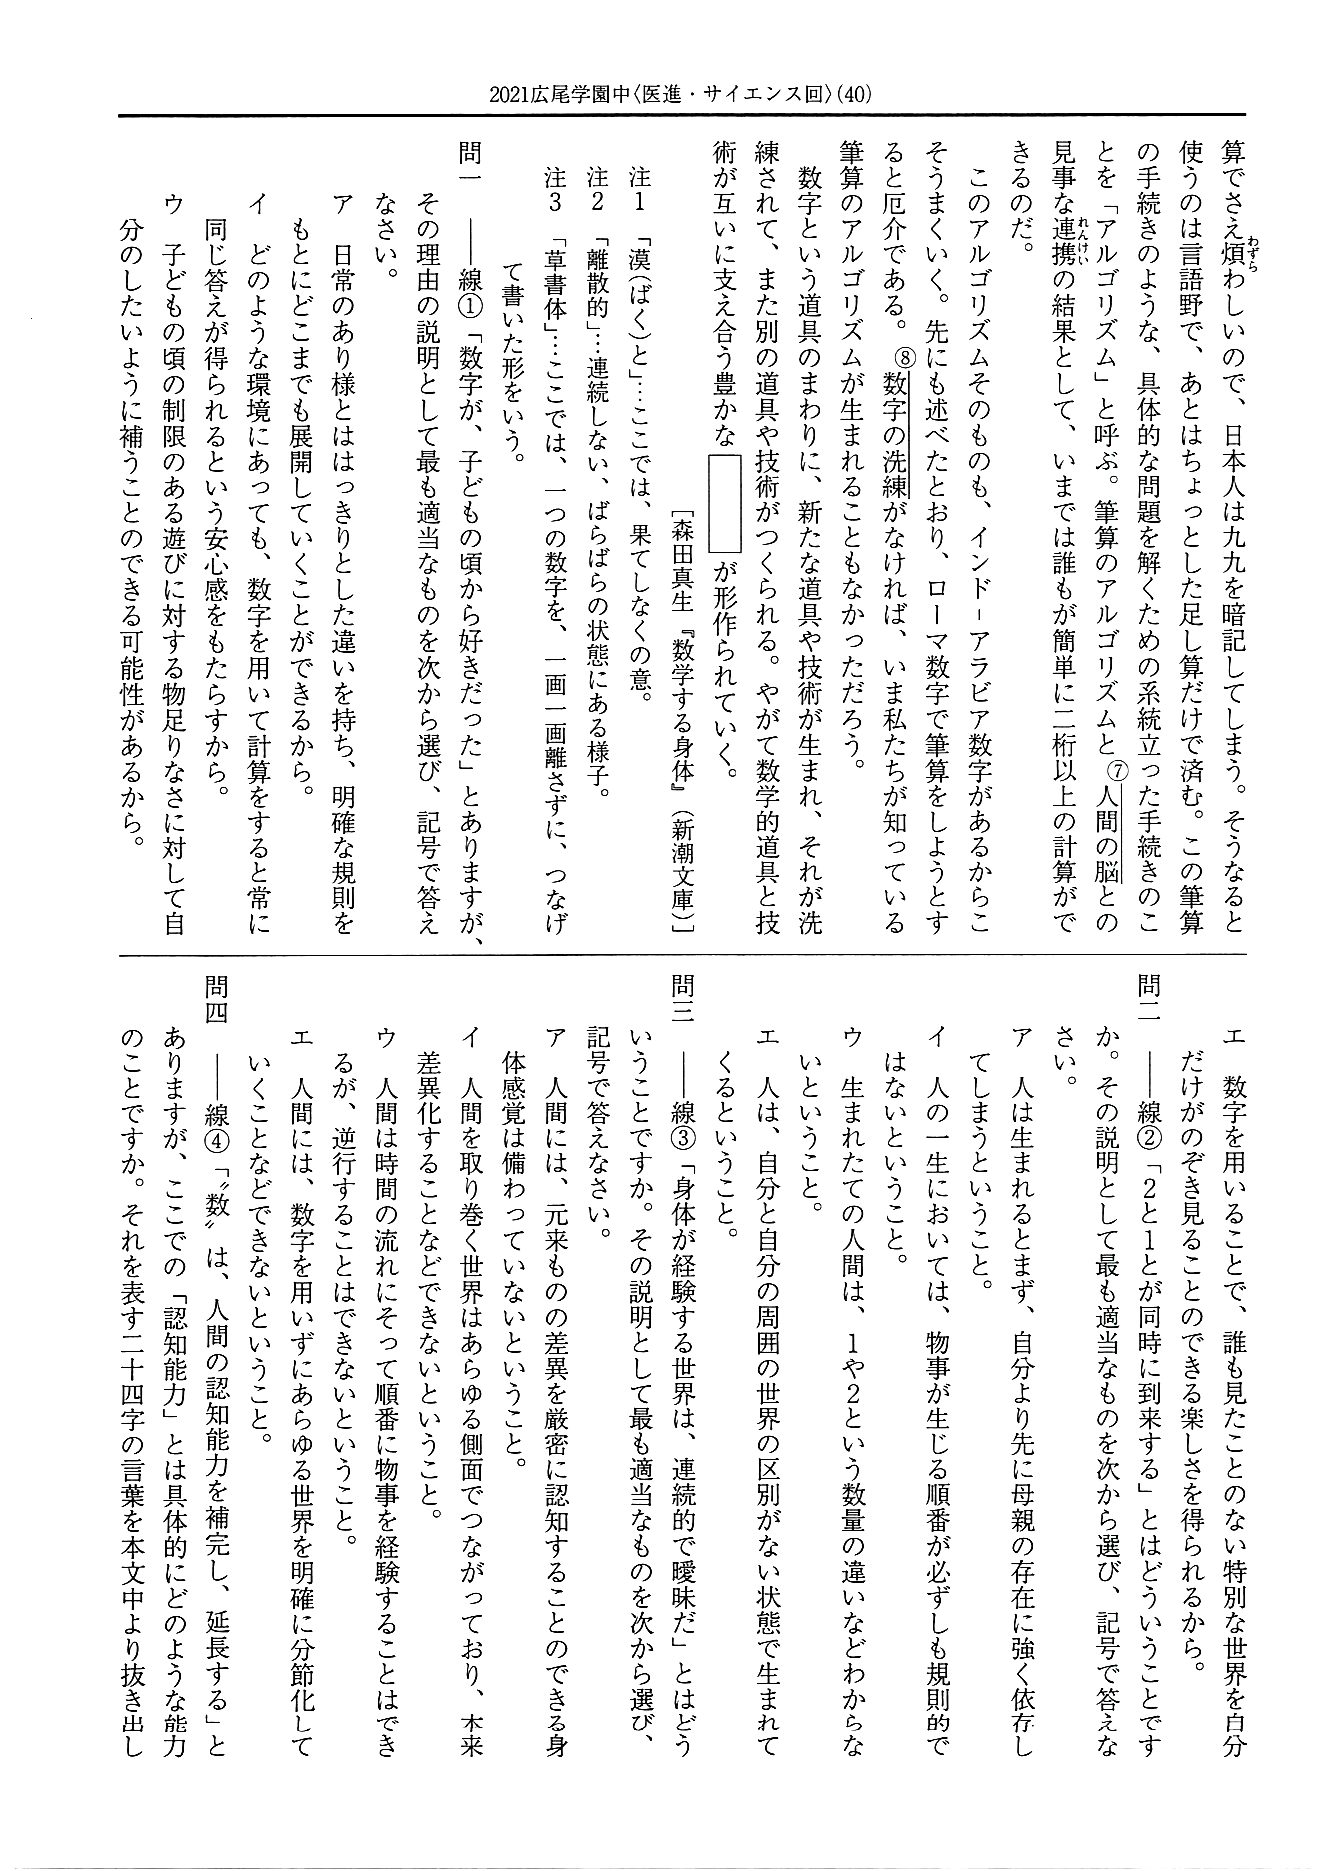 2021広尾学園中〈医進・サイエンス回〉(40)
算でさえ煩わしいので、日本人は九九を暗記してしまう。そうなると
わずら
使うのは言語野で、あとはちょっとした足し算だけで済む。この筆算
の手続きのような、具体的な問題を解くための系統立った手続きのこ
とを「アルゴリズム」と呼ぶ。筆算のアルゴリズムと⑦人間の脳との
見事な連携の結果として、いまでは誰もが簡単に二桁以上の計算がで
れんけい
きるのだ。
このアルゴリズムそのものも、インド-アラビア数字があるからこ
そうまくいく。先にも述べたとおり、ローマ数字で筆算をしようとす
ると厄介である。⑧数字の洗練がなければ、いま私たちが知っている
筆算のアルゴリズムが生まれることもなかっただろう。
数字という道具のまわりに、新たな道具や技術が生まれ、それが洗
練されて、また別の道具や技術がつくられる。やがて数学的道具と技
術が互いに支え合う豊かな　　が形作られていく。
［森田真生『数学する身体』（新潮文庫）］
注1　「漠（ばく）と」…ここでは、果てしなくの意。
注2　「離散的」…連続しない、ばらばらの状態にある様子。
注3　「草書体」…ここでは、一つの数字を、一画一画離さずに、つなげ
て書いた形をいう。
問一　――線①「数字が、子どもの頃から好きだった」とありますが、
その理由の説明として最も適当なものを次から選び、記号で答え
なさい。
ア　日常のあり様とははっきりとした違いを持ち、明確な規則を
もとにどこまでも展開していくことができるから。
イ　どのような環境にあっても、数字を用いて計算をすると常に
同じ答えが得られるという安心感をもたらすから。
ウ　子どもの頃の制限のある遊びに対する物足りなさに対して自
分のしたいように補うことのできる可能性があるから。
エ　数字を用いることで、誰も見たことのない特別な世界を自分
だけがのぞき見ることのできる楽しさを得られるから。
問二　――線②「2と1とが同時に到来する」とはどういうことです
か。その説明として最も適当なものを次から選び、記号で答えな
さい。
ア　人は生まれるとまず、自分より先に母親の存在に強く依存し
てしまうということ。
イ　人の一生においては、物事が生じる順番が必ずしも規則的で
はないということ。
ウ　生まれたての人間は、1や2という数量の違いなどわからな
いということ。
エ　人は、自分と自分の周囲の世界の区別がない状態で生まれて
くるということ。
問三　――線③「身体が経験する世界は、連続的で曖昧だ」とはどう
いうことですか。その説明として最も適当なものを次から選び、
記号で答えなさい。
ア　人間には、元来ものの差異を厳密に認知することのできる身
体感覚は備わっていないということ。
イ　人間を取り巻く世界はあらゆる側面でつながっており、本来
差異化することなどできないということ。
ウ　人間は時間の流れにそって順番に物事を経験することはでき
るが、逆行することはできないということ。
エ　人間には、数字を用いずにあらゆる世界を明確に分節化して
いくことなどできないということ。
問四　――線④「〝数〟は、人間の認知能力を補完し、延長する」と
ありますが、ここでの「認知能力」とは具体的にどのような能力
のことですか。それを表す二十四字の言葉を本文中より抜き出し